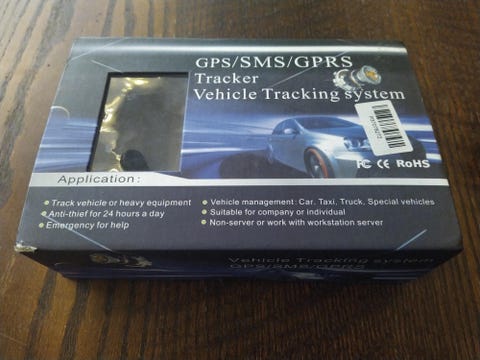 GPS/SMS/GPRS
Tracker
Vehicle Tracking system
FC CE RoHS
Application :
Track vehicle or heavy equipment
Anti-thief for 24 hours a day
Emergency for help
Vehicle management: Car. Taxi, Truck, Special vehicles
Suitable for company or individual
Non-server or work with workstation server
Vehicle Tracking system
GPS/SMS/GPRS